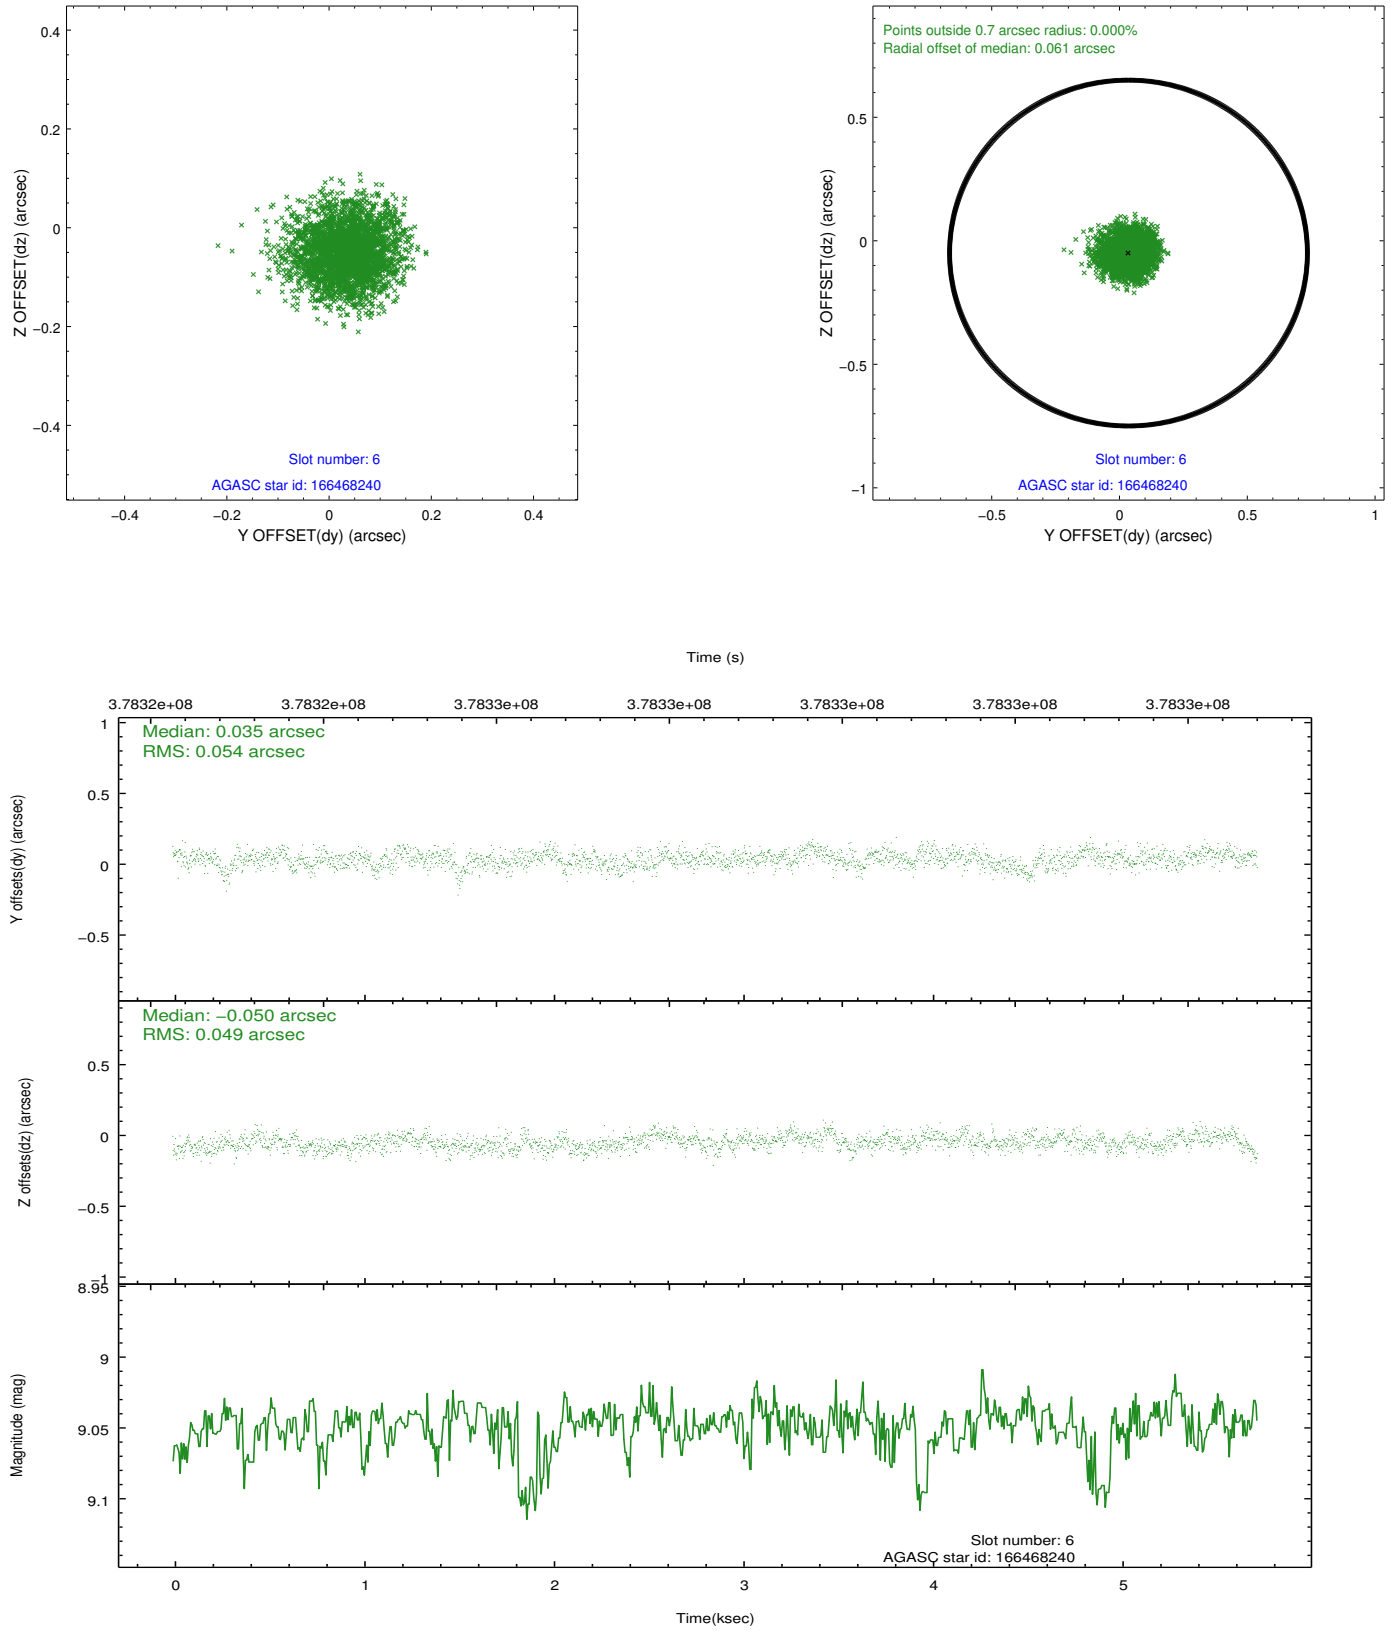 0.4
0.2
0
−0.2
−0.4
Z OFFSET(dz) (arcsec)
Slot number: 6
AGASC star id: 166468240
−0.4 −0.2 0 0.2 0.4
Y OFFSET(dy) (arcsec)
Points outside 0.7 arcsec radius: 0.000%
Radial offset of median: 0.061 arcsec
0.5
0
−0.5
−1
Z OFFSET(dz) (arcsec)
Slot number: 6
AGASC star id: 166468240
−0.5 0 0.5 1
Y OFFSET(dy) (arcsec)
Time (s)
3.7832e+08 3.7832e+08 3.7833e+08 3.7833e+08 3.7833e+08 3.7833e+08 3.7833e+08
Median: 0.035 arcsec
RMS: 0.054 arcsec
1
0.5
0
−0.5
Y offsets(dy) (arcsec)
Median: −0.050 arcsec
RMS: 0.049 arcsec
0.5
0
−0.5
−1
Z offsets(dz) (arcsec)
8.95
9
9.05
9.1
Magnitude (mag)
Slot number: 6
AGASC star id: 166468240
0 1 2 3 4 5
Time(ksec)